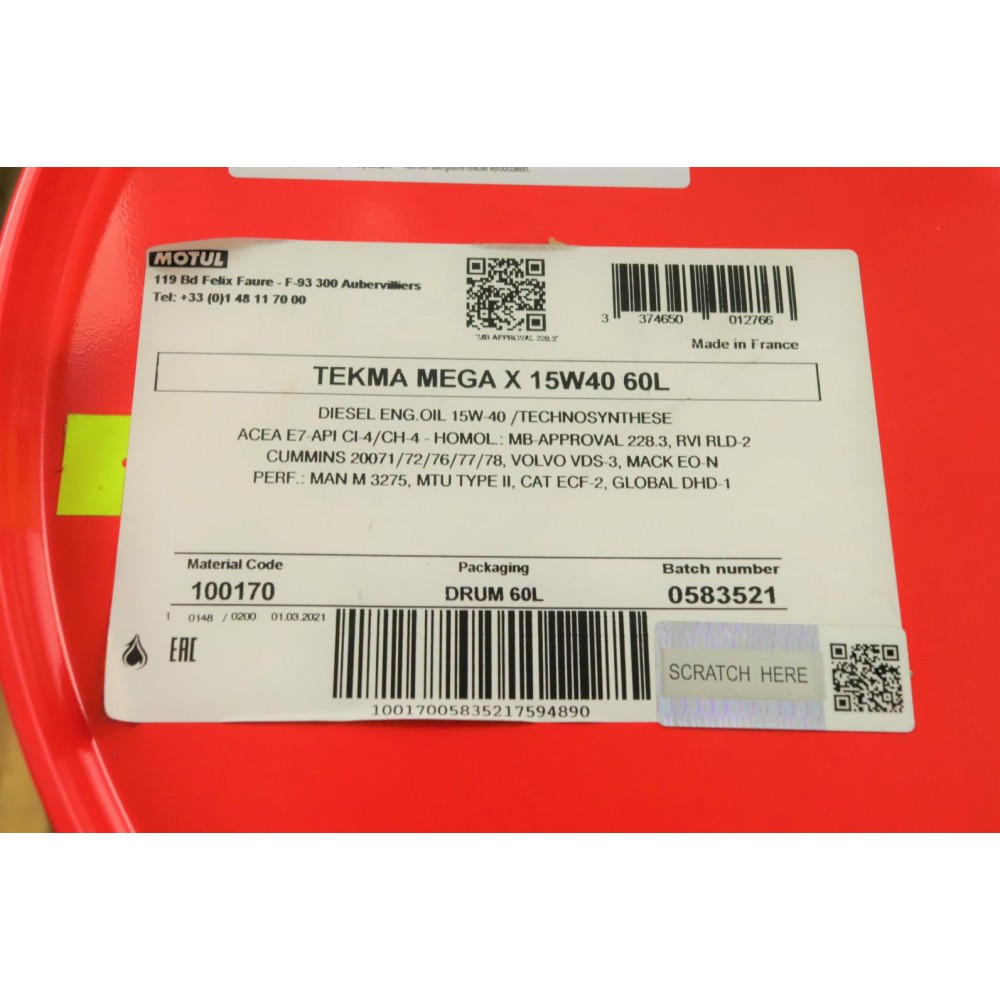 MOTUL
119 Bd Felix Faure - F-93 300 Aubervilliers
Tel: +33 (0)1 48 11 70 00
"MB-APPROVAL 228.3"
3 374650 012766
Made in France
TEKMA MEGA X 15W40 60L
DIESEL ENG.OIL 15W-40 /TECHNOSYNTHESE
ACEA E7-API CI-4/CH-4 - HOMOL.: MB-APPROVAL 228.3, RVI RLD-2
CUMMINS 20071/72/76/77/78, VOLVO VDS-3, MACK EO-N
PERF.: MAN M 3275, MTU TYPE II, CAT ECF-2, GLOBAL DHD-1
Material Code Packaging Batch number
100170 DRUM 60L 0583521
1 0148 / 0200 01.03.2021
EAC
SCRATCH HERE
10017005835217594890